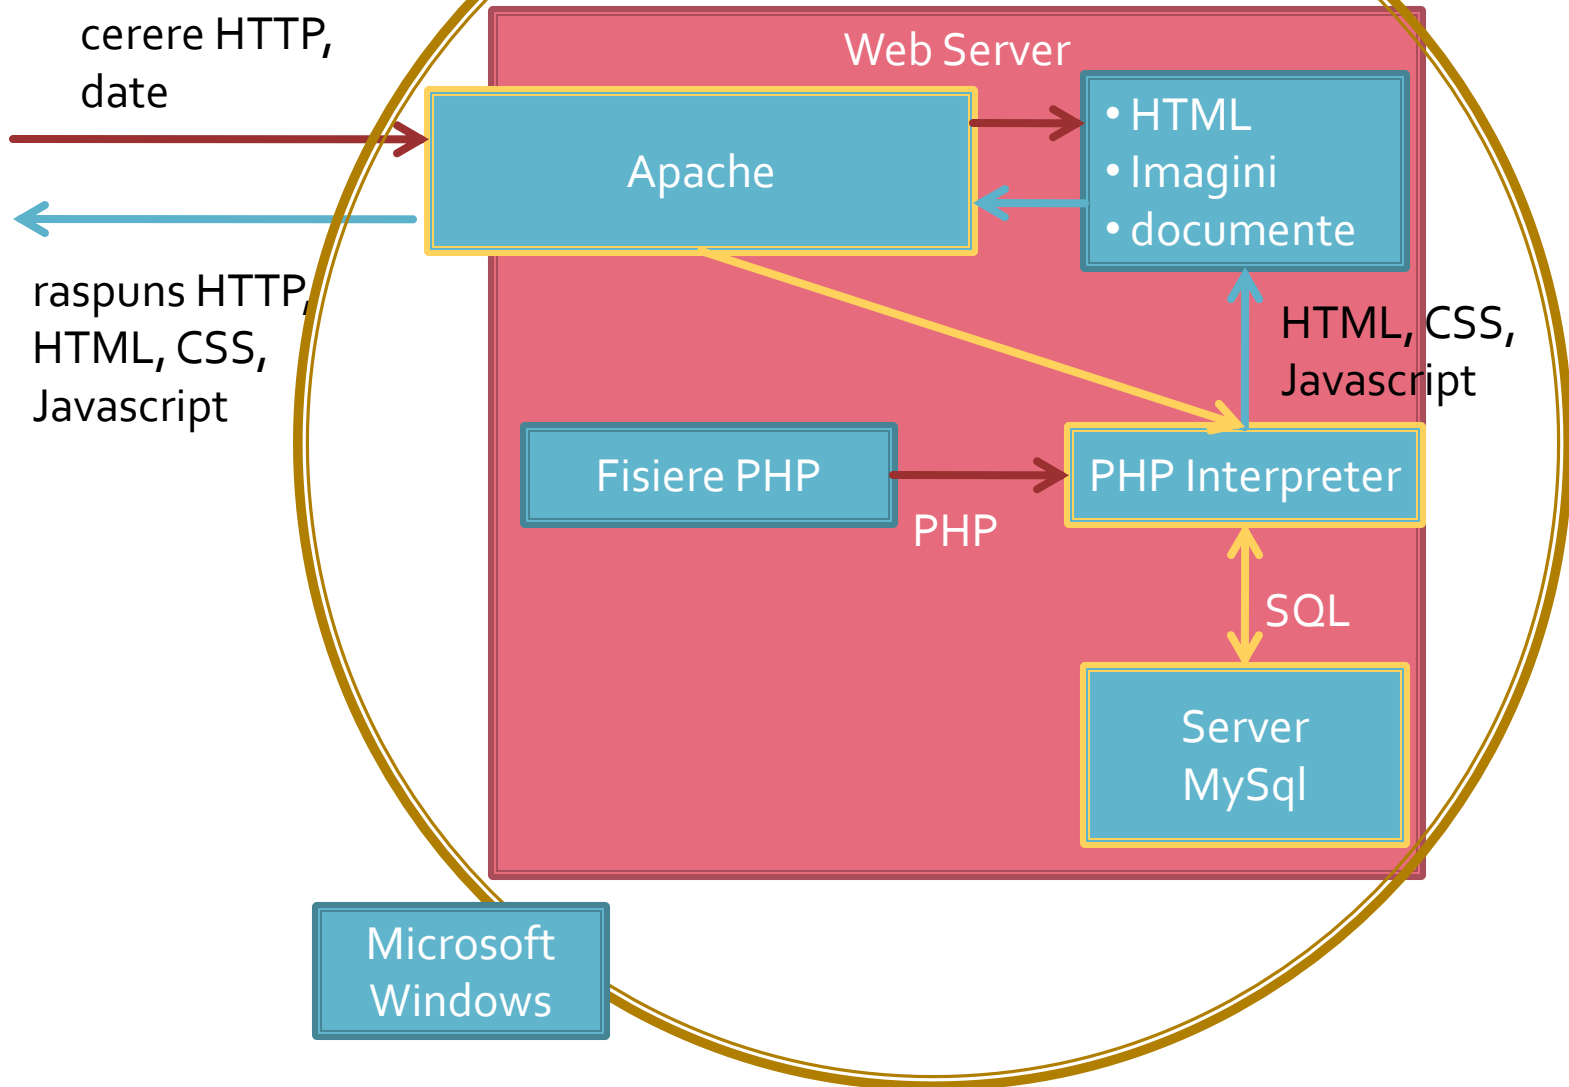 cerere HTTP,
date
Web Server
Apache
• HTML
• Imagini
• documente
raspuns HTTP,
HTML, CSS,
Javascript
HTML, CSS,
Javascript
Fisiere PHP
PHP
PHP Interpreter
SQL
Server
MySql
Microsoft
Windows